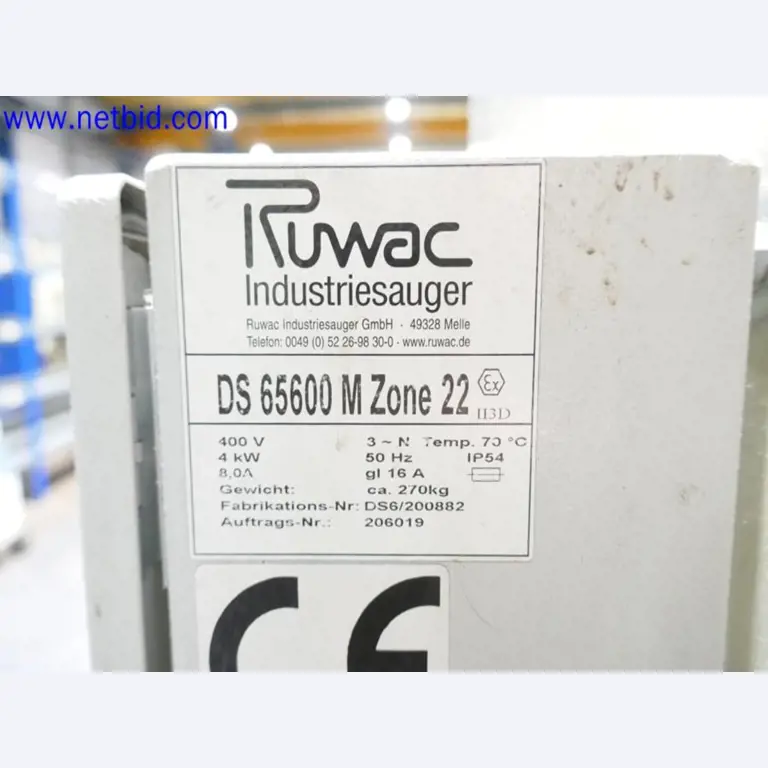 www.netbid.com
Ruwac
Industriesauger
Ruwac Industriesauger GmbH · 49328 Melle
Telefon: 0049 (0) 52 26-98 30-0 · www.ruwac.de
DS 65600 M Zone 22 Ex II3D
400 V 3 ~ N Temp. 70 °C
4 kW 50 Hz IP54
8,0A gl 16 A
Gewicht: ca. 270kg
Fabrikations-Nr: DS6/200882
Auftrags-Nr.: 206019
CE